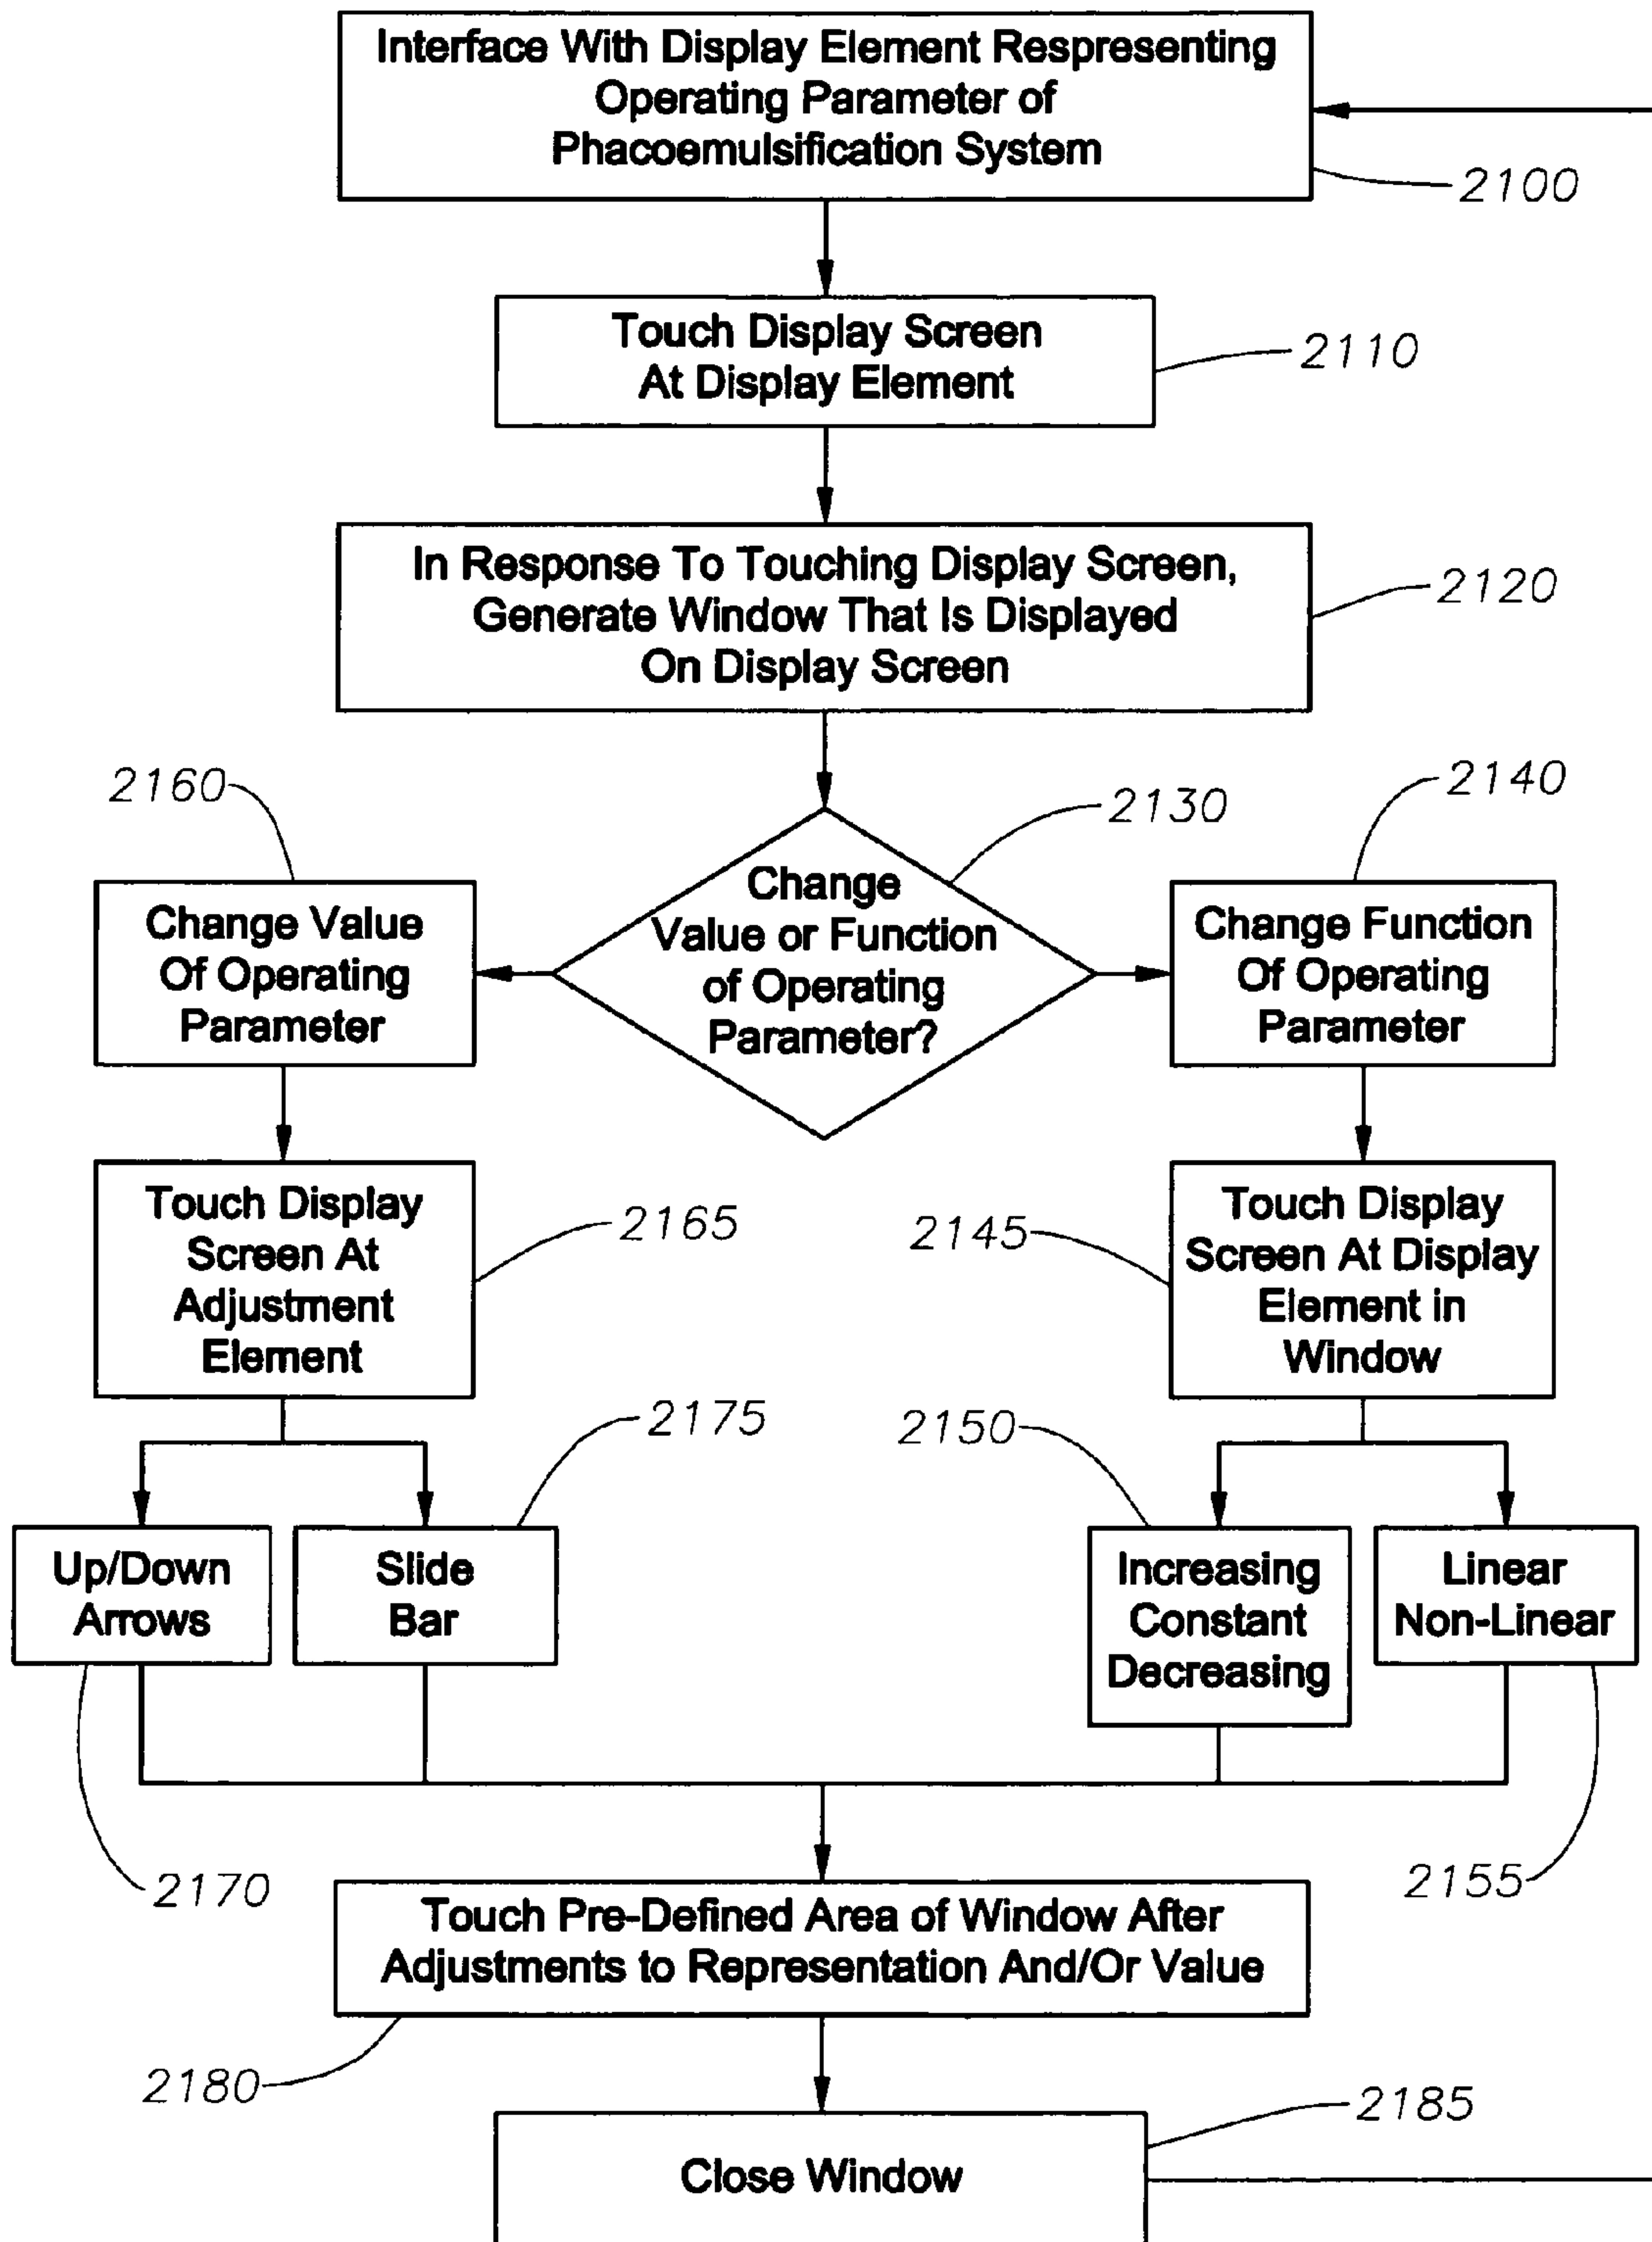 Interface With Display Element Respresenting
Operating Parameter of
Phacoemulsification System
2100
Touch Display Screen
At Display Element
2110
In Response To Touching Display Screen,
Generate Window That Is Displayed
On Display Screen
2120
2160
2130
2140
Change
Value or Function
of Operating
Parameter?
Change Value
Of Operating
Parameter
Change Function
Of Operating
Parameter
Touch Display
Screen At
Adjustment
Element
2165
2145
Touch Display
Screen At Display
Element in
Window
2175
2150
Up/Down
Arrows
Slide
Bar
Increasing
Constant
Decreasing
Linear
Non-Linear
2170
2155
Touch Pre-Defined Area of Window After
Adjustments to Representation And/Or Value
2180
2185
Close Window